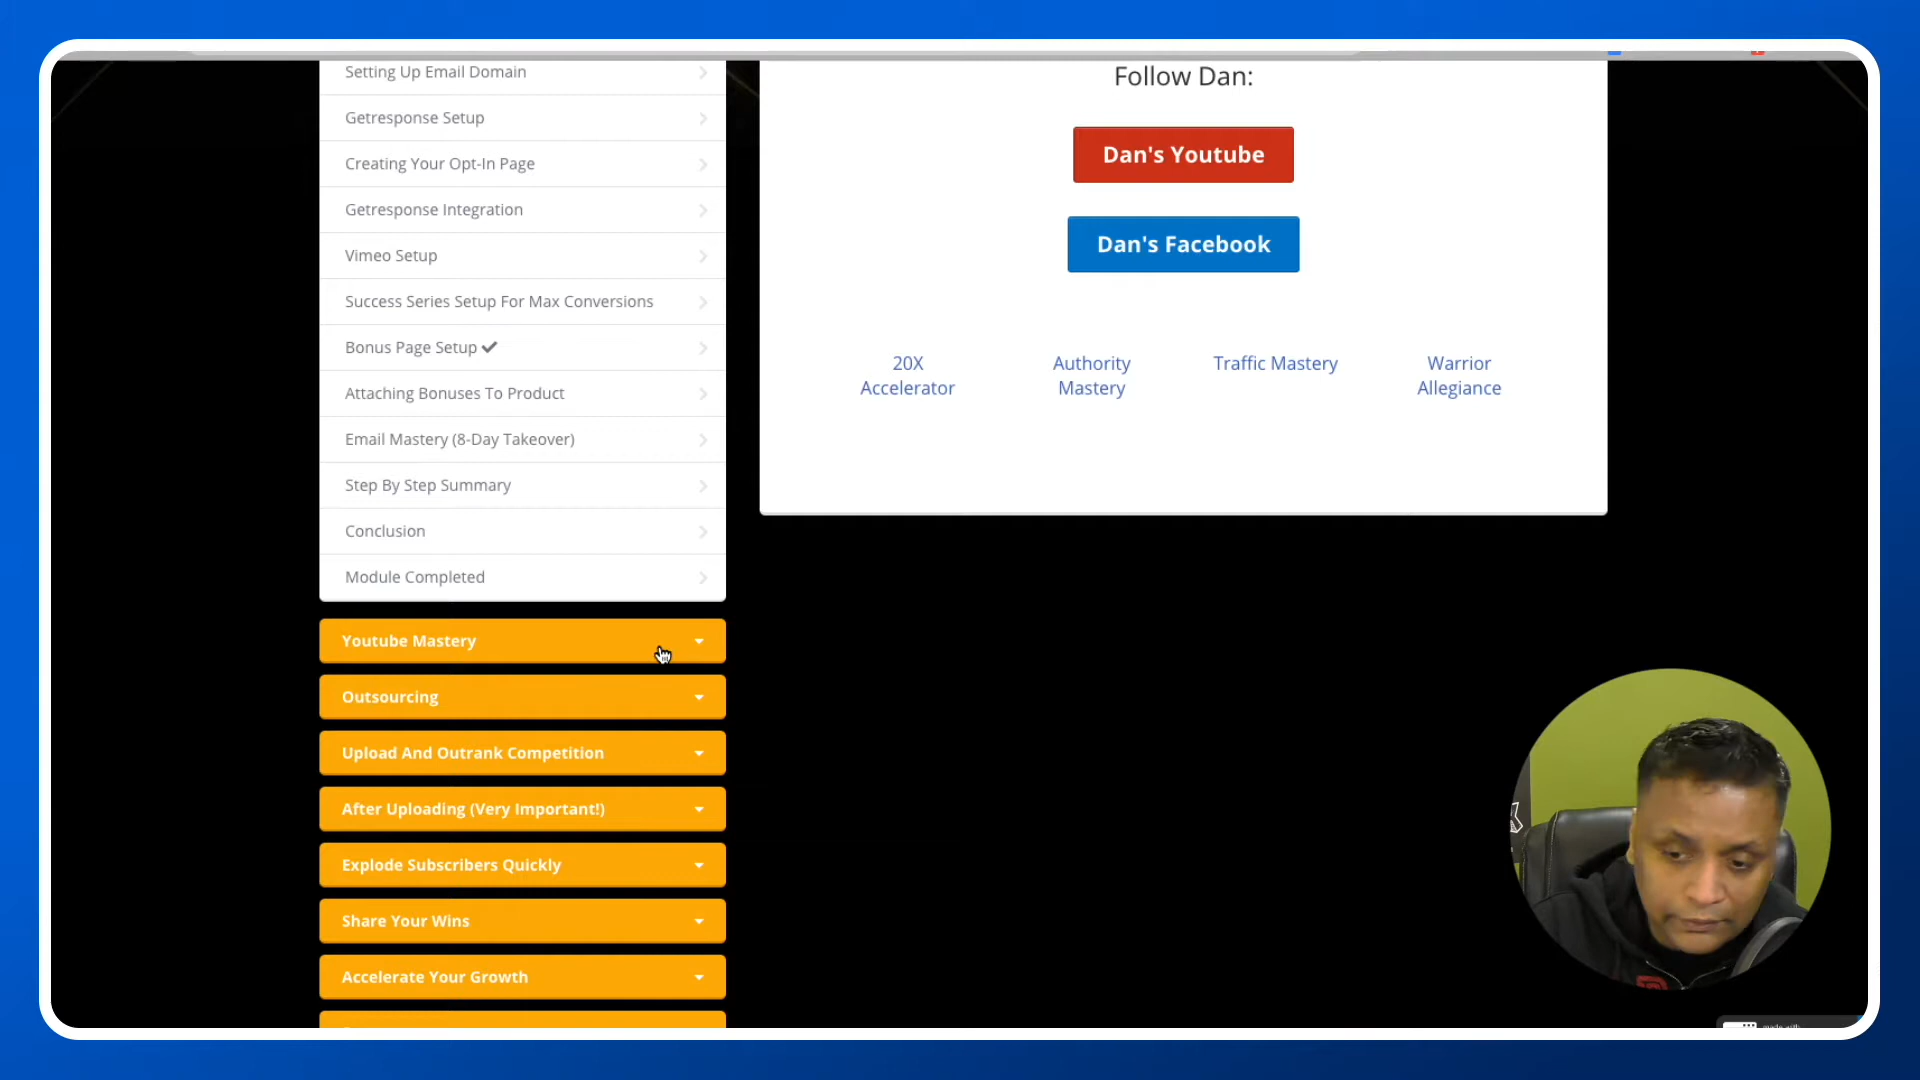 Setting Up Email Domain
Getresponse Setup
Creating Your Opt-In Page
Getresponse Integration
Vimeo Setup
Success Series Setup For Max Conversions
Bonus Page Setup ✔
Attaching Bonuses To Product
Email Mastery (8-Day Takeover)
Step By Step Summary
Conclusion
Module Completed
Youtube Mastery
Outsourcing
Upload And Outrank Competition
After Uploading (Very Important!)
Explode Subscribers Quickly
Share Your Wins
Accelerate Your Growth
Follow Dan:
Dan's Youtube
Dan's Facebook
20X
Accelerator
Authority
Mastery
Traffic Mastery
Warrior
Allegiance